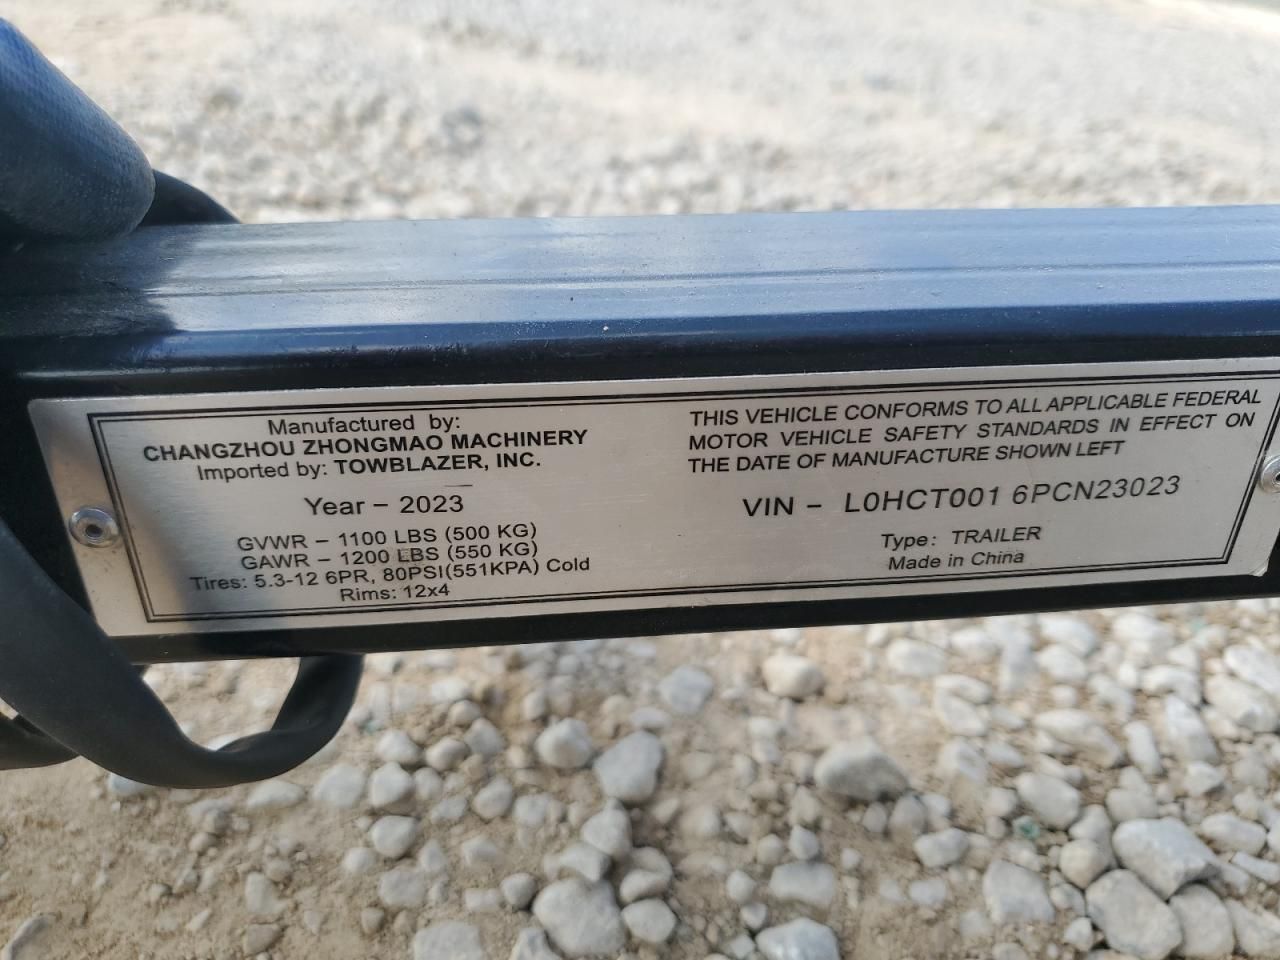 Manufactured by:
CHANGZHOU ZHONGMAO MACHINERY
Imported by: TOWBLAZER, INC.
Year – 2023
GVWR – 1100 LBS (500 KG)
GAWR – 1200 LBS (550 KG)
Tires: 5.3-12 6PR, 80PSI(551KPA) Cold
Rims: 12x4
THIS VEHICLE CONFORMS TO ALL APPLICABLE FEDERAL
MOTOR VEHICLE SAFETY STANDARDS IN EFFECT ON
THE DATE OF MANUFACTURE SHOWN LEFT
VIN – L0HCT001 6PCN23023
Type: TRAILER
Made in China